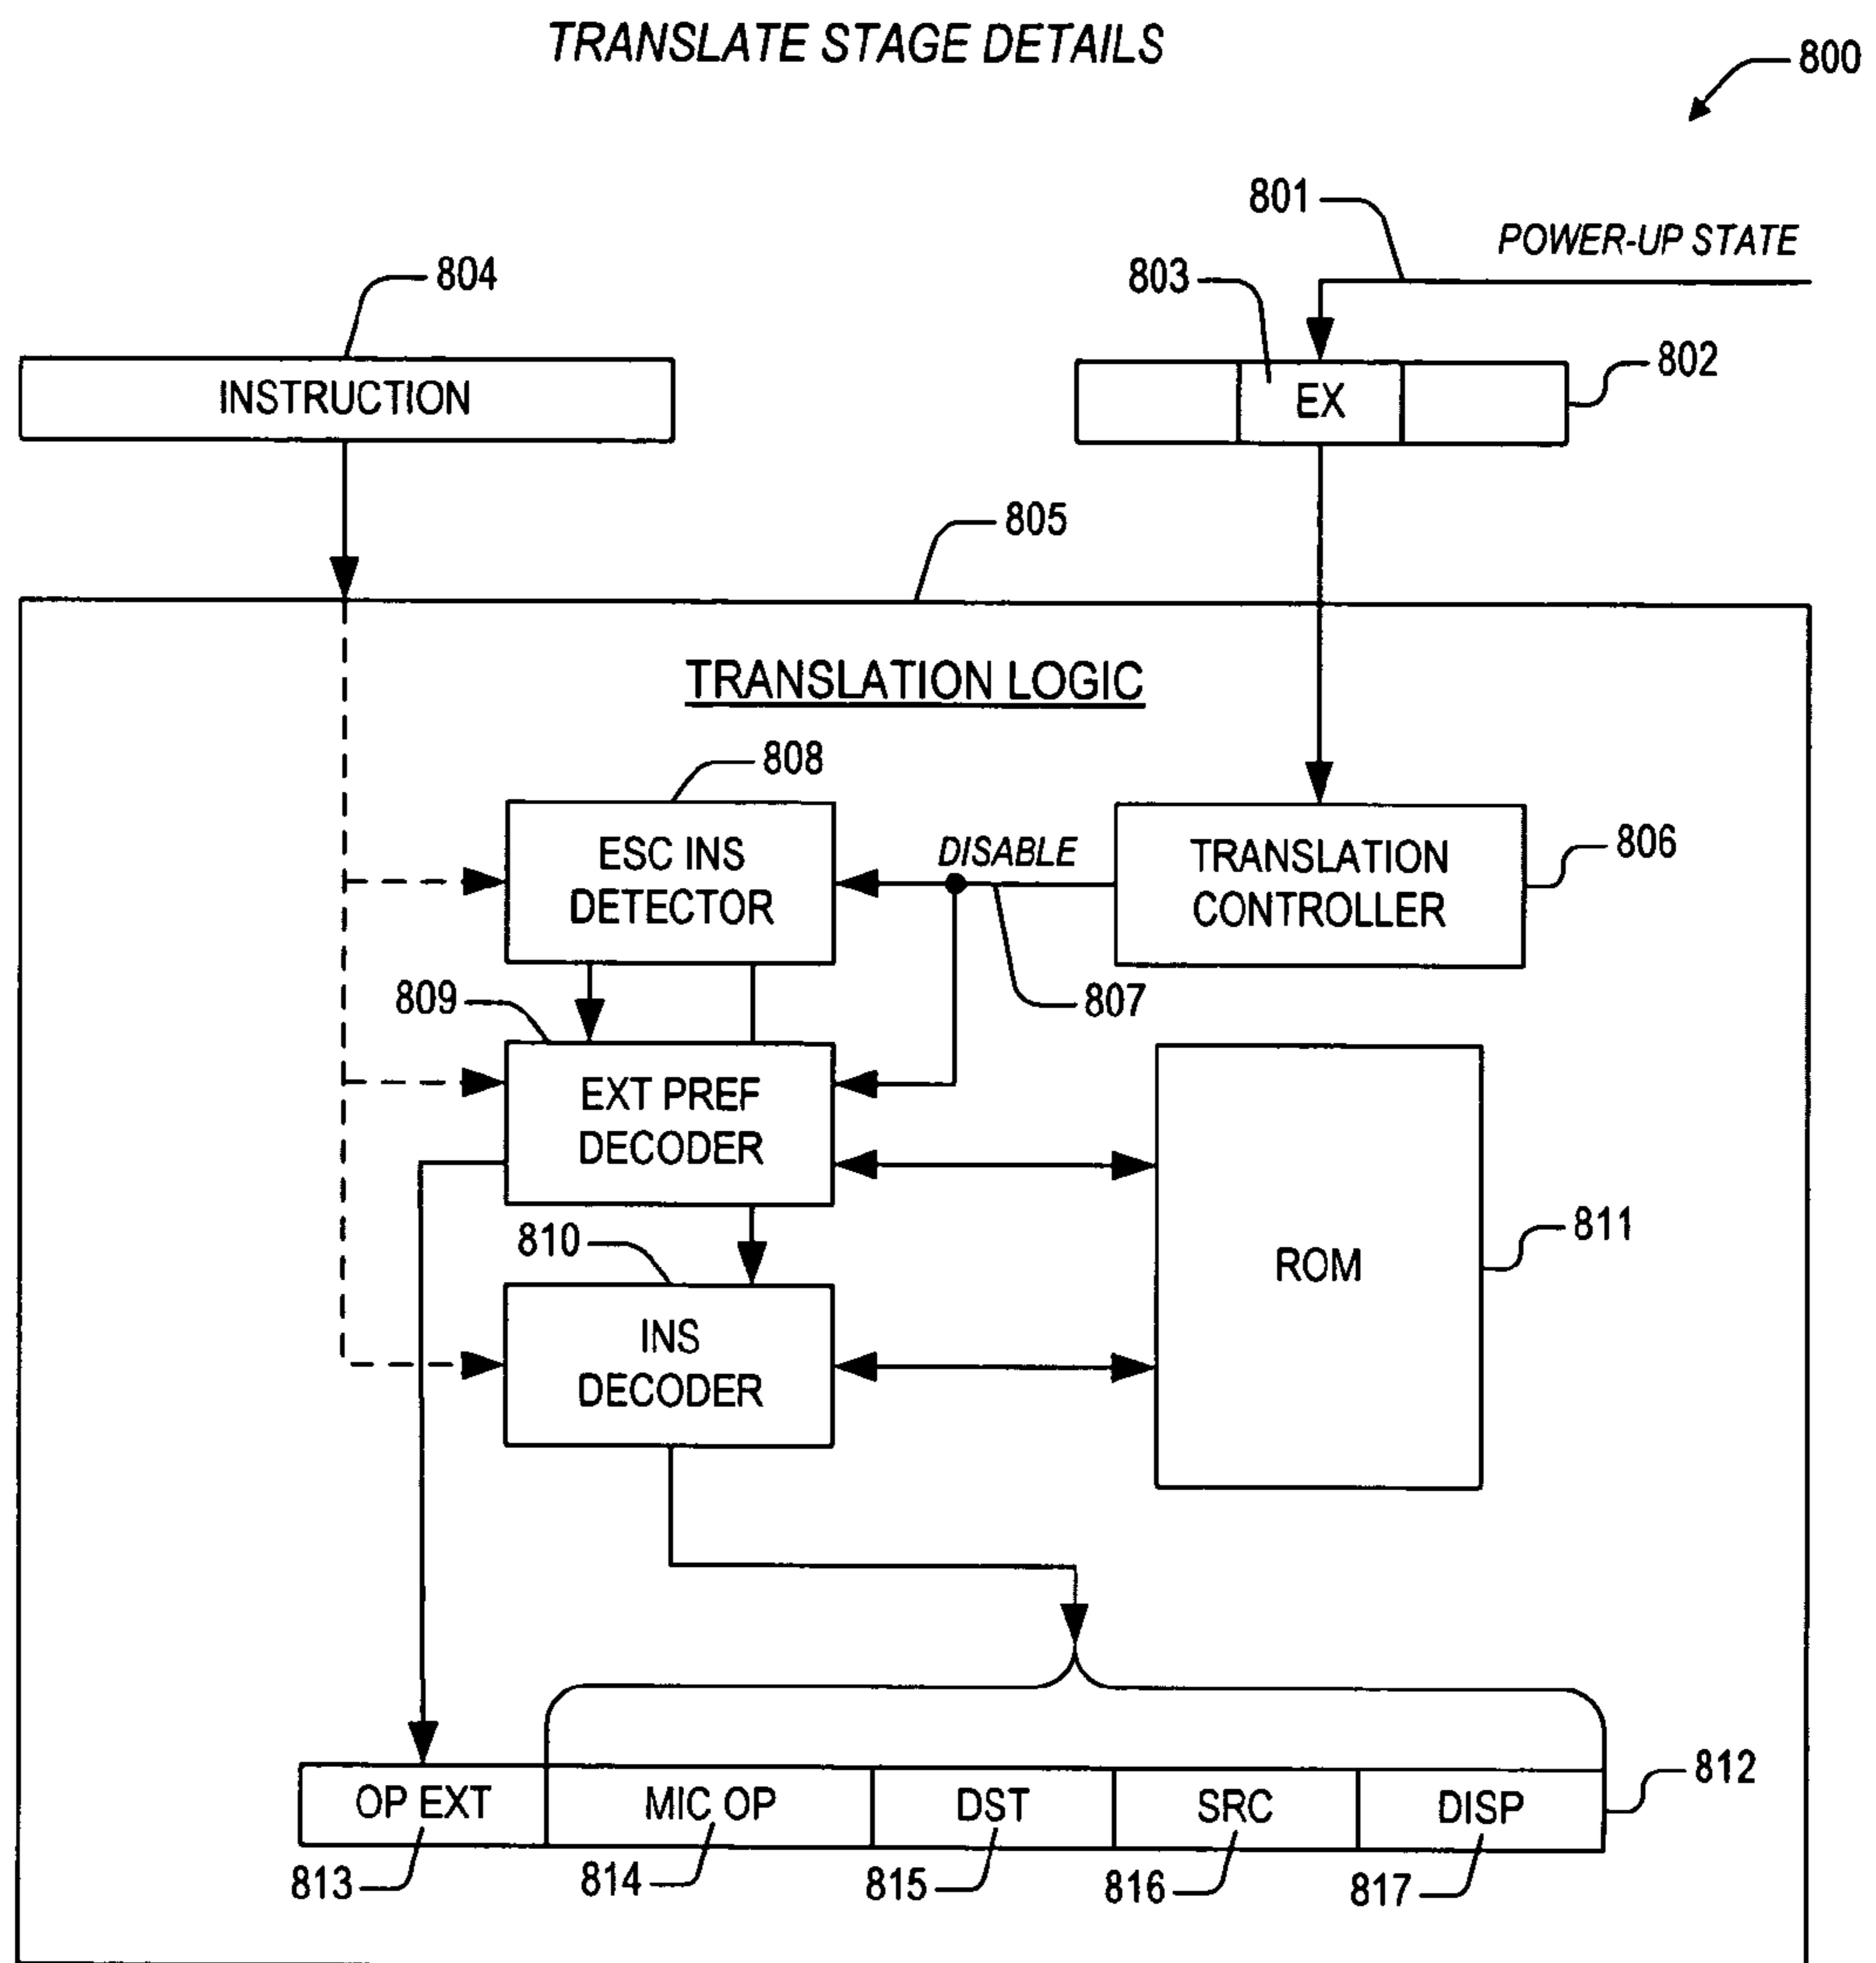 TRANSLATE STAGE DETAILS
800
801
POWER-UP STATE
803
804
802
INSTRUCTION
EX
805
TRANSLATION LOGIC
808
ESC INS
DETECTOR
DISABLE
TRANSLATION
CONTROLLER
806
807
809
EXT PREF
DECODER
810
INS
DECODER
ROM
811
812
OP EXT
MIC OP
DST
SRC
DISP
813
814
815
816
817